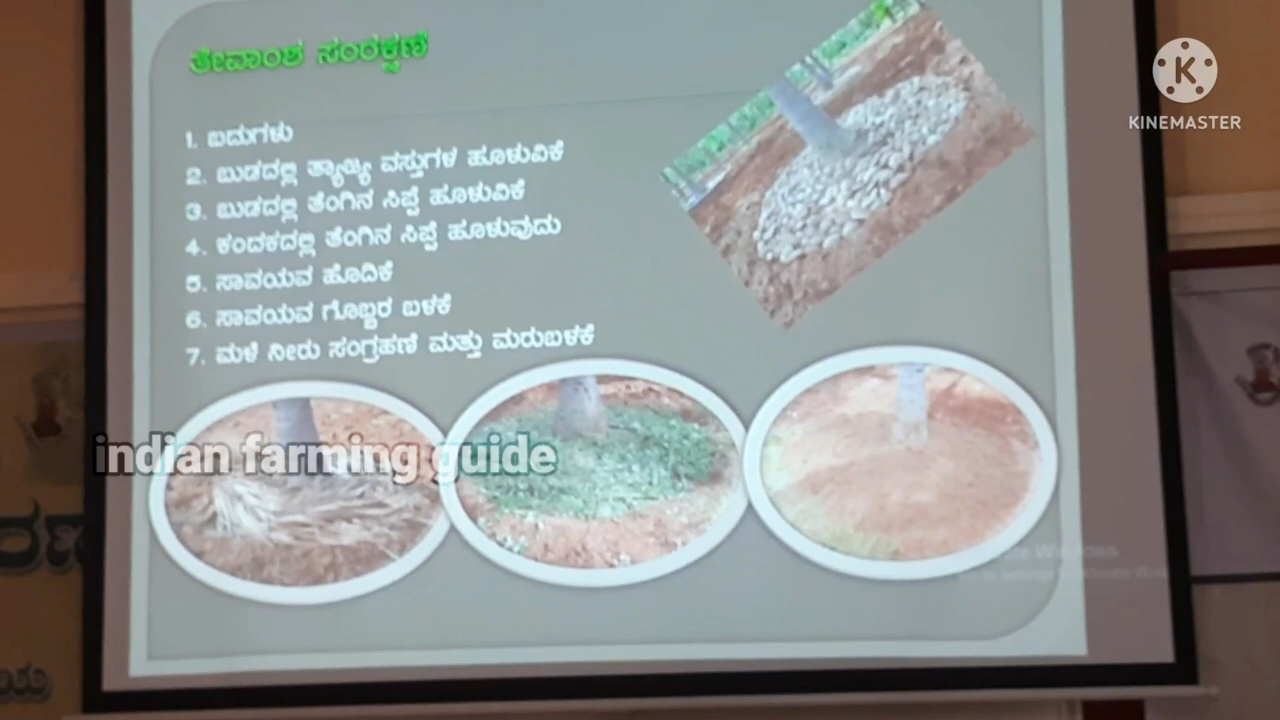 ತೇವಾಂಶ ಸಂರಕ್ಷಣೆ
1. ಬದುಗಳು
2. ಬುಡದಲ್ಲಿ ತ್ಯಾಜ್ಯ ವಸ್ತುಗಳ ಹೂಳುವಿಕೆ
3. ಬುಡದಲ್ಲಿ ತೆಂಗಿನ ಸಿಪ್ಪೆ ಹೂಳುವಿಕೆ
4. ಕಂದಕದಲ್ಲಿ ತೆಂಗಿನ ಸಿಪ್ಪೆ ಹೂಳುವುದು
5. ಸಾವಯವ ಹೊದಿಕೆ
6. ಸಾವಯವ ಗೊಬ್ಬರ ಬಳಕೆ
7. ಮಳೆ ನೀರು ಸಂಗ್ರಹಣೆ ಮತ್ತು ಮರುಬಳಕೆ
KINEMASTER
indian farming guide